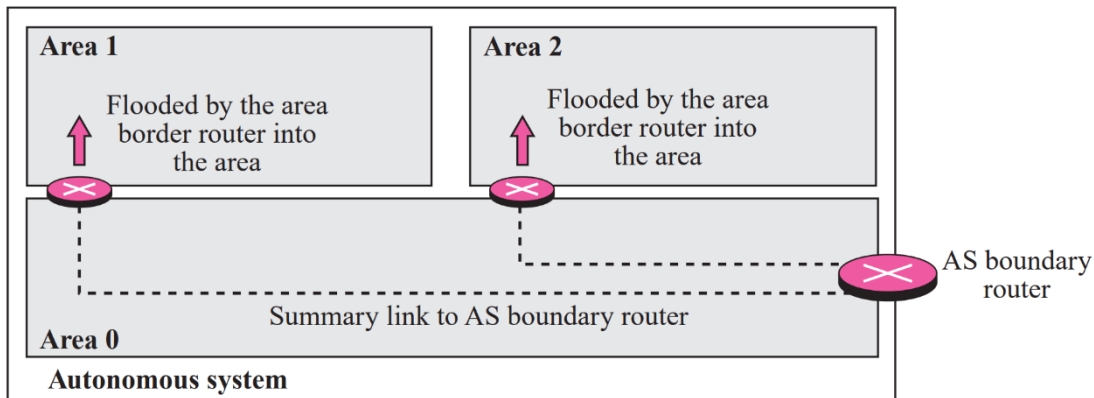 Area 1
Flooded by the area
border router into
the area
Area 2
Flooded by the area
border router into
the area
AS boundary
router
Summary link to AS boundary router
Area 0
Autonomous system